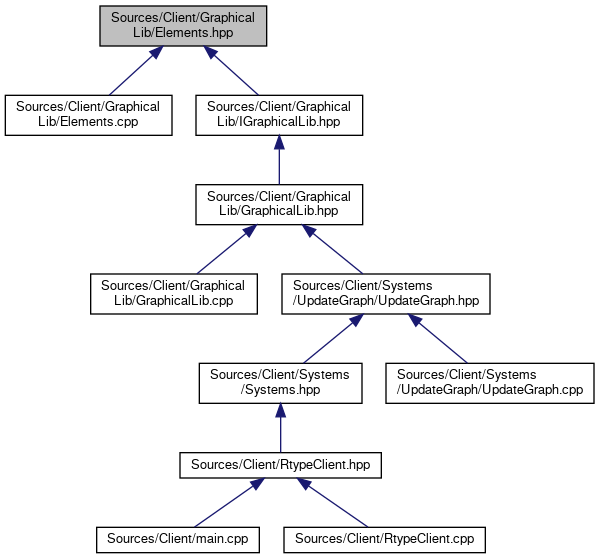 Sources/Client/Graphical
Lib/Elements.hpp
Sources/Client/Graphical
Lib/Elements.cpp
Sources/Client/Graphical
Lib/IGraphicalLib.hpp
Sources/Client/Graphical
Lib/GraphicalLib.hpp
Sources/Client/Graphical
Lib/GraphicalLib.cpp
Sources/Client/Systems
/UpdateGraph/UpdateGraph.hpp
Sources/Client/Systems
/Systems.hpp
Sources/Client/Systems
/UpdateGraph/UpdateGraph.cpp
Sources/Client/RtypeClient.hpp
Sources/Client/main.cpp
Sources/Client/RtypeClient.cpp